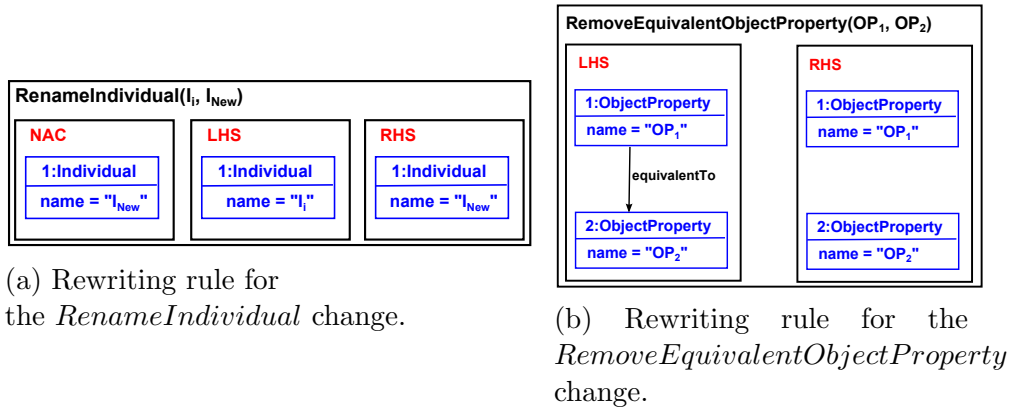 RenameIndividual(Ii, INew)
NAC
1:Individual
name = "INew"
LHS
1:Individual
name = "Ii"
RHS
1:Individual
name = "INew"
(a) Rewriting rule for
the RenameIndividual change.
RemoveEquivalentObjectProperty(OP1, OP2)
LHS
1:ObjectProperty
name = "OP1"
equivalentTo
2:ObjectProperty
name = "OP2"
RHS
1:ObjectProperty
name = "OP1"
2:ObjectProperty
name = "OP2"
(b) Rewriting rule for the
RemoveEquivalentObjectProperty
change.